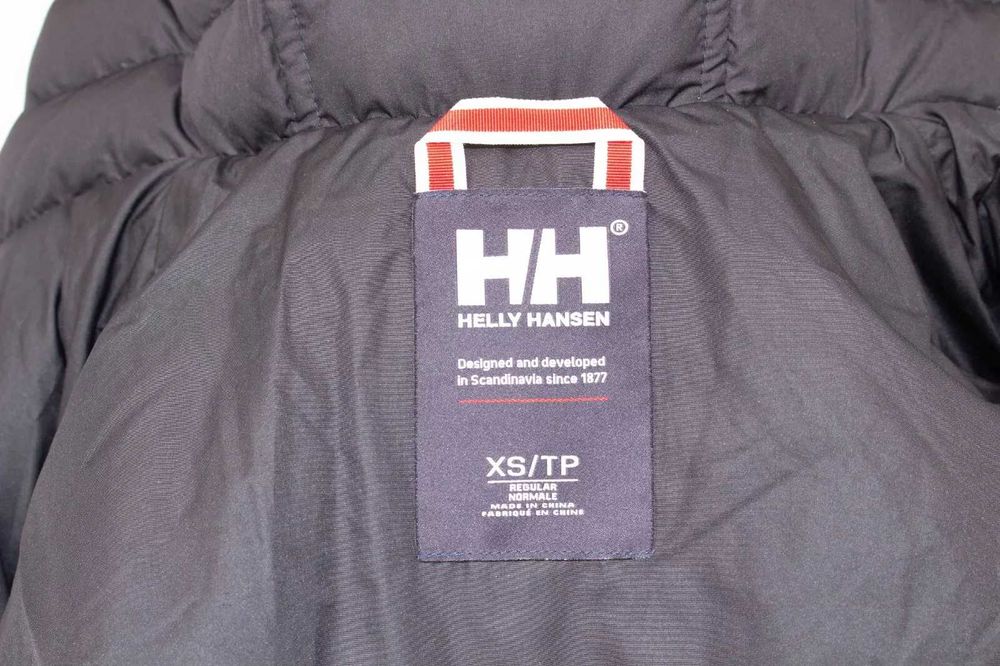 HH®
HELLY HANSEN
Designed and developed
in Scandinavia since 1877
XS/TP
REGULAR
NORMALE
MADE IN CHINA
FABRIQUÉ EN CHINE